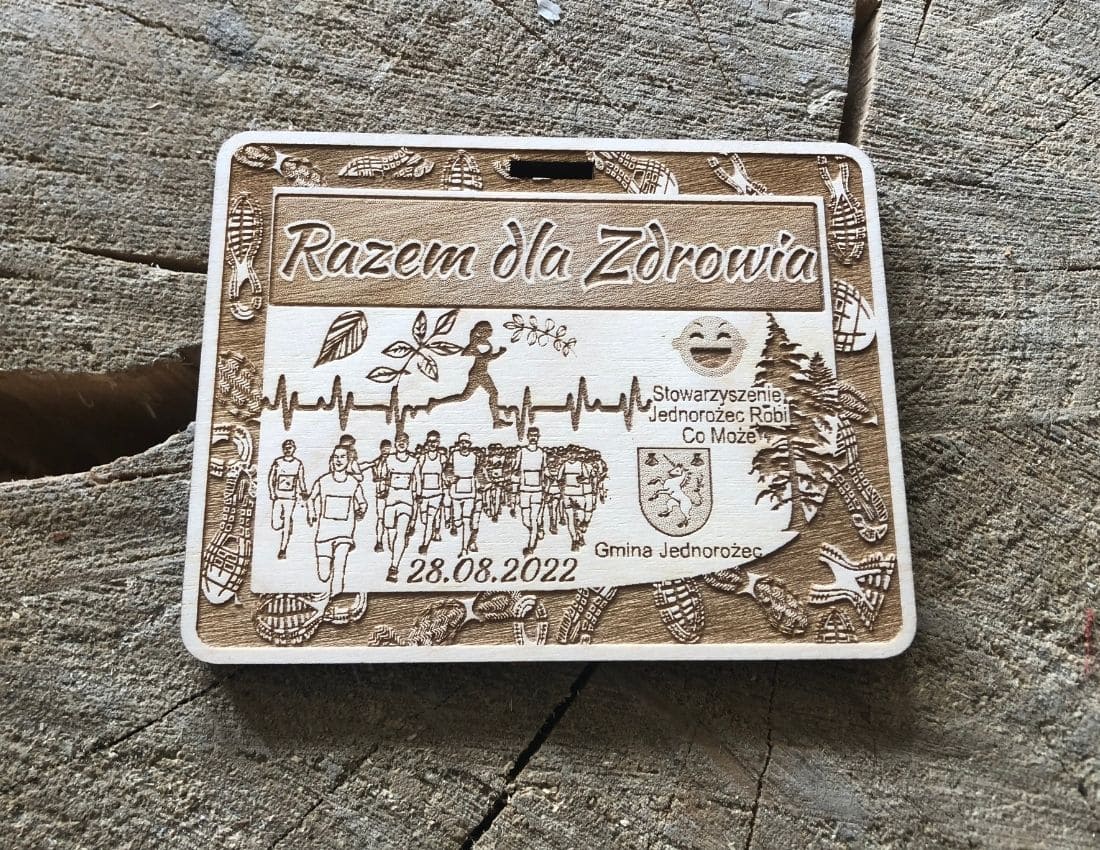 Razem dla Zdrowia
Stowarzyszenie
Jednorożec Robi
Co Może
Gmina Jednorożec
28.08.2022